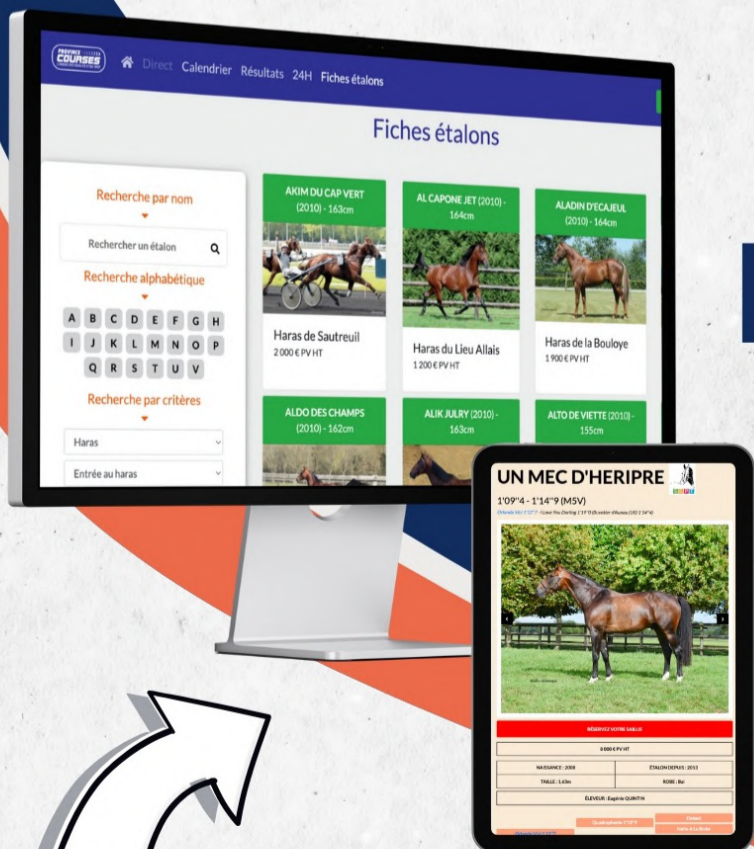 PROVINCE
COURSES
Direct Calendrier Résultats 24H Fiches étalons
Fiches étalons
Recherche par nom
Rechercher un étalon
Recherche alphabétique
A B C D E F G H
I J K L M N O P
Q R S T U V
Recherche par critères
Haras
Entrée au haras
AKIM DU CAP VERT
(2010) - 163cm
Haras de Sautreuil
2 000 € PV HT
AL CAPONE JET (2010) -
164cm
Haras du Lieu Allais
1 200 € PV HT
ALADIN D'ECAJEUL
(2010) - 164cm
Haras de la Bouloye
1 900 € PV HT
ALDO DES CHAMPS
(2010) - 162cm
ALIK JULRY (2010) -
163cm
ALTO DE VIETTE (2010) -
155cm
UN MEC D'HERIPRE
1'09''4 - 1'14''9 (M5V)
RÉSERVEZ VOTRE SAILLIE
8 000 € PV HT
NAISSANCE : 2008
ÉTALON DEPUIS : 2013
TAILLE : 1,63m
ROBE : Bai
ÉLEVEUR : Eugénie QUINTIN